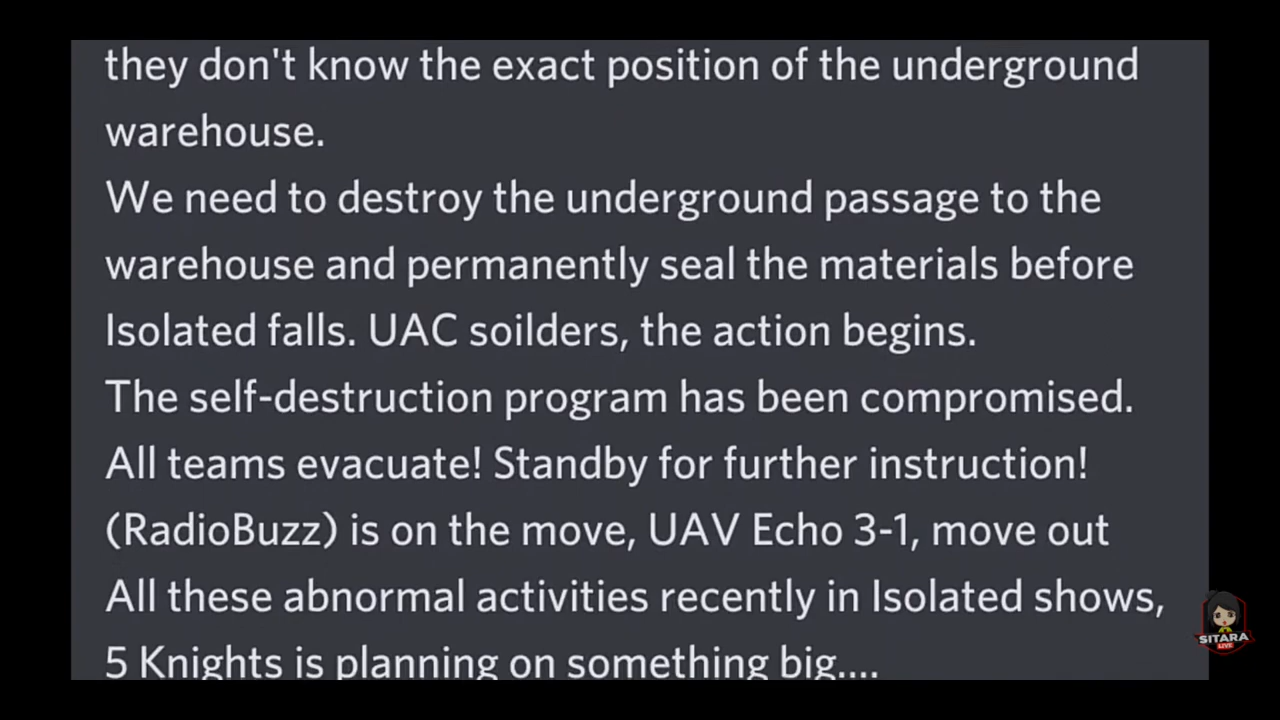 they don't know the exact position of the underground
warehouse.
We need to destroy the underground passage to the
warehouse and permanently seal the materials before
Isolated falls. UAC soilders, the action begins.
The self-destruction program has been compromised.
All teams evacuate! Standby for further instruction!
(RadioBuzz) is on the move, UAV Echo 3-1, move out
All these abnormal activities recently in Isolated shows,
5 Knights is planning on something big....
SITARA
LIVE